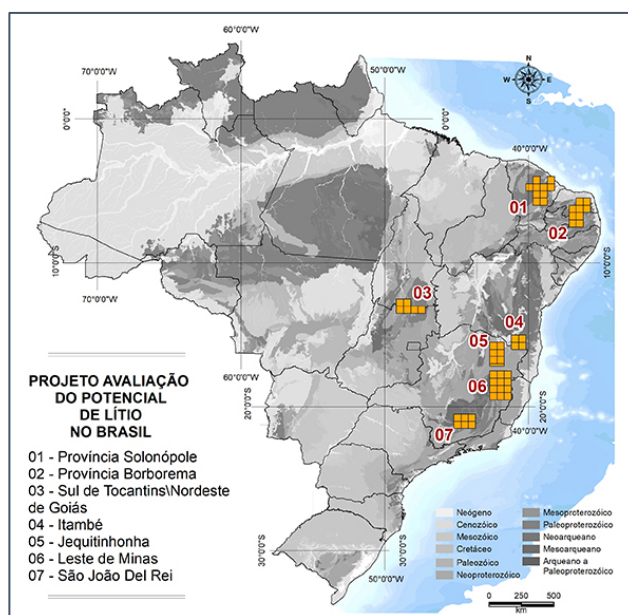 60°0'0"W
70°0'0"W
50°0'0"W
N
W
E
S
0°0'0"
0°0'0"
40°0'0"W
01
02
10°0'0"S
10°0'0"S
70°0'0"W
03
04
05
06
07
60°0'0"W
20°0'0"S
20°0'0"S
40°0'0"W
PROJETO AVALIAÇÃO
DO POTENCIAL
DE LÍTIO
NO BRASIL
01 - Província Solonópole
02 - Província Borborema
03 - Sul de Tocantins\Nordeste
de Goiás
04 - Itambé
05 - Jequitinhonha
06 - Leste de Minas
07 - São João Del Rei
Neógeno
Cenozóico
Mesozóico
Cretáceo
Paleozóico
Neoproterozóico
Mesoproterozóico
Paleoproterozóico
Neoarqueano
Mesoarqueano
Arqueano a
Paleoproterozóico
30°0'0"S
30°0'0"S
50°0'0"W
0 250 500
km